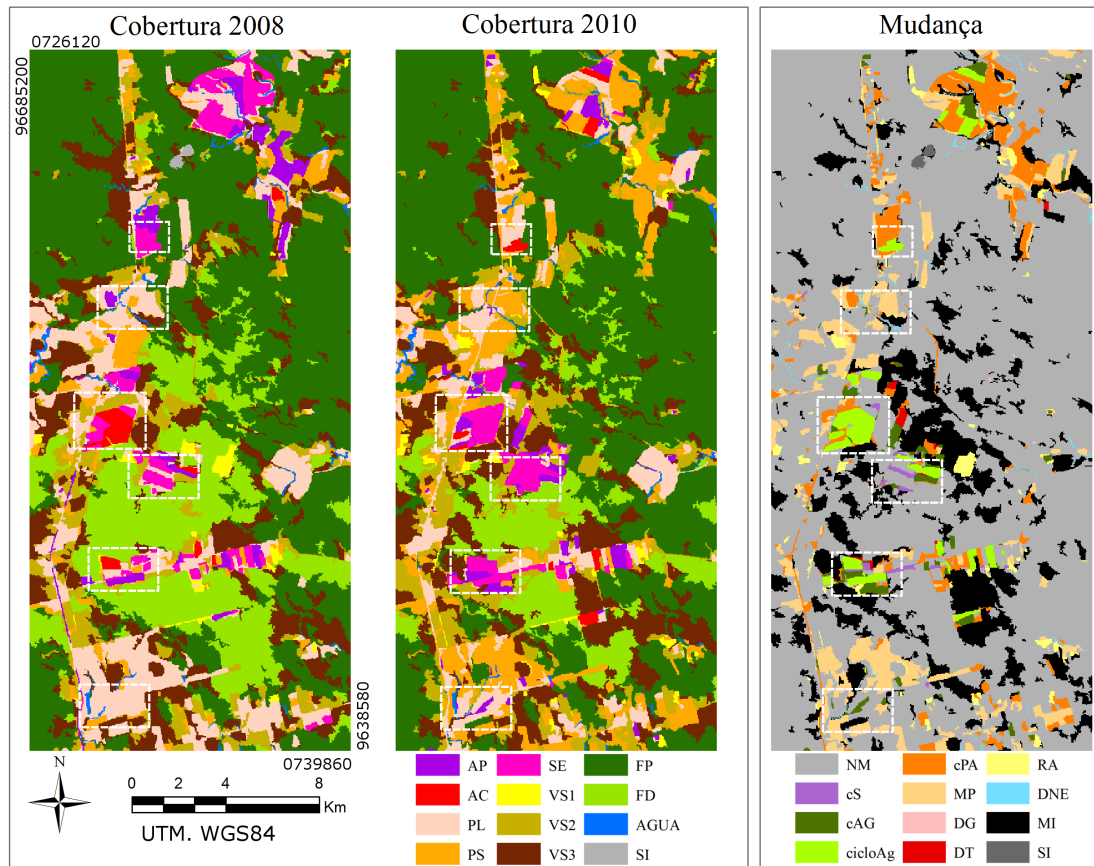 Cobertura 2008
Cobertura 2010
Mudança
0726120
96685200
9638580
0739860
N
0 2 4 6 8
Km
UTM. WGS84
AP SE FP
AC VS1 FD
PL VS2 AGUA
PS VS3 SI
NM cPA RA
cS MP DNE
cAG DG MI
cicloAg DT SI